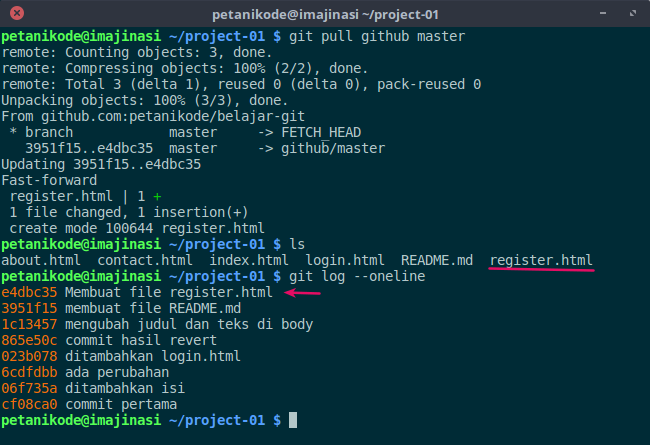 petanikode@imajinasi: ~/project-01
petanikode@imajinasi ~/project-01 $ git pull github master
remote: Counting objects: 3, done.
remote: Compressing objects: 100% (2/2), done.
remote: Total 3 (delta 1), reused 0 (delta 0), pack-reused 0
Unpacking objects: 100% (3/3), done.
From github.com:petanikode/belajar-git
 * branch            master     -> FETCH_HEAD
   3951f15..e4dbc35  master     -> github/master
Updating 3951f15..e4dbc35
Fast-forward
 register.html | 1 +
 1 file changed, 1 insertion(+)
 create mode 100644 register.html
petanikode@imajinasi ~/project-01 $ ls
about.html  contact.html  index.html  login.html  README.md  register.html
petanikode@imajinasi ~/project-01 $ git log --oneline
e4dbc35 Membuat file register.html
3951f15 membuat file README.md
1c13457 mengubah judul dan teks di body
865e50c commit hasil revert
023b078 ditambahkan login.html
6cdfdbb ada perubahan
06f735a ditambahkan isi
cf08ca0 commit pertama
petanikode@imajinasi ~/project-01 $